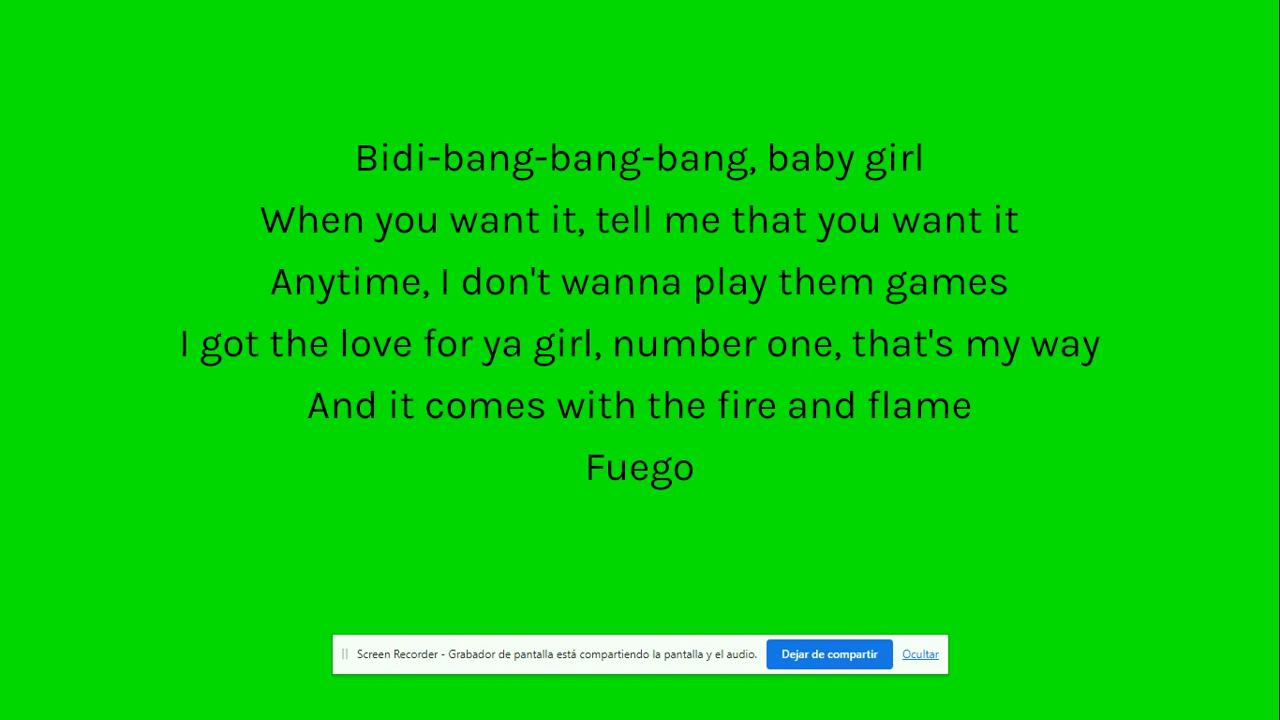 Bidi-bang-bang-bang, baby girl
When you want it, tell me that you want it
Anytime, I don't wanna play them games
I got the love for ya girl, number one, that's my way
And it comes with the fire and flame
Fuego
Screen Recorder - Grabador de pantalla está compartiendo la pantalla y el audio. Dejar de compartir Ocultar